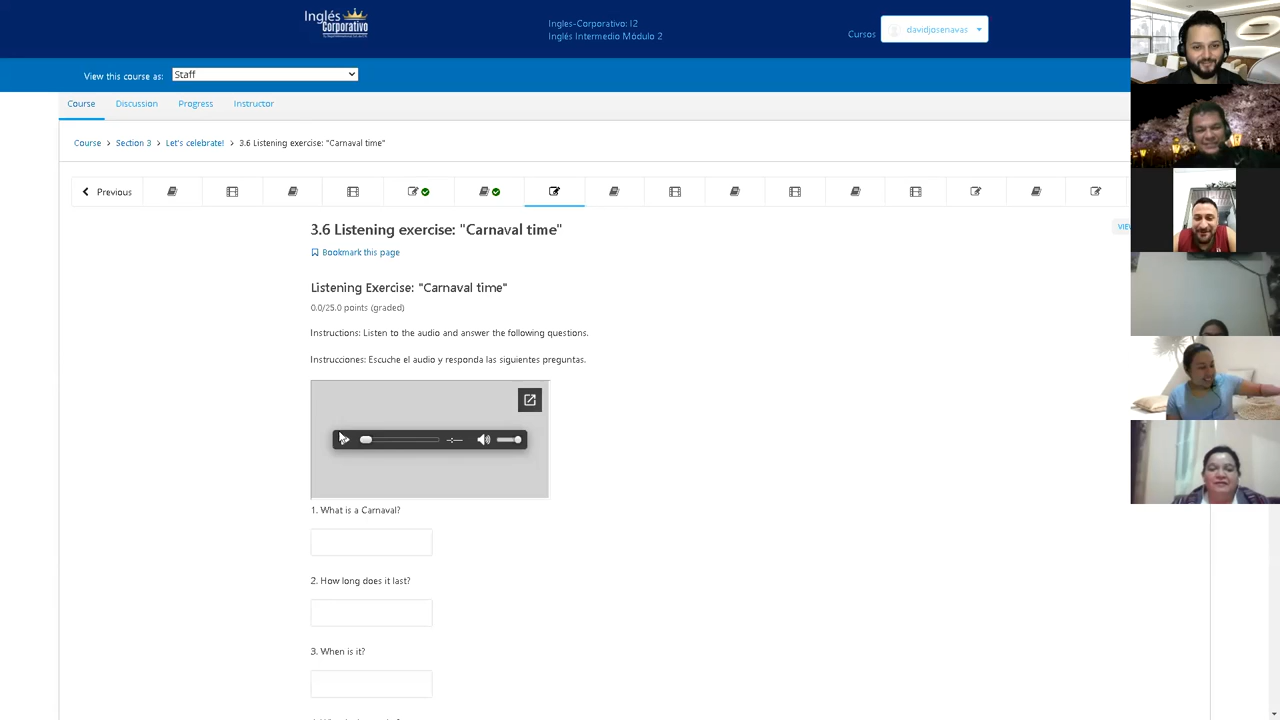 Inglés
Corporativo
Ingles-Corporativo: I2
Inglés Intermedio Módulo 2
Cursos
davidjosenavas
View this course as:
Staff
Course
Discussion
Progress
Instructor
Course > Section 3 > Let's celebrate! > 3.6 Listening exercise: "Carnaval time"
Previous
3.6 Listening exercise: "Carnaval time"
VIEW
Bookmark this page
Listening Exercise: "Carnaval time"
0.0/25.0 points (graded)
Instructions: Listen to the audio and answer the following questions.
Instrucciones: Escuche el audio y responda las siguientes preguntas.
-:--
1. What is a Carnaval?
2. How long does it last?
3. When is it?